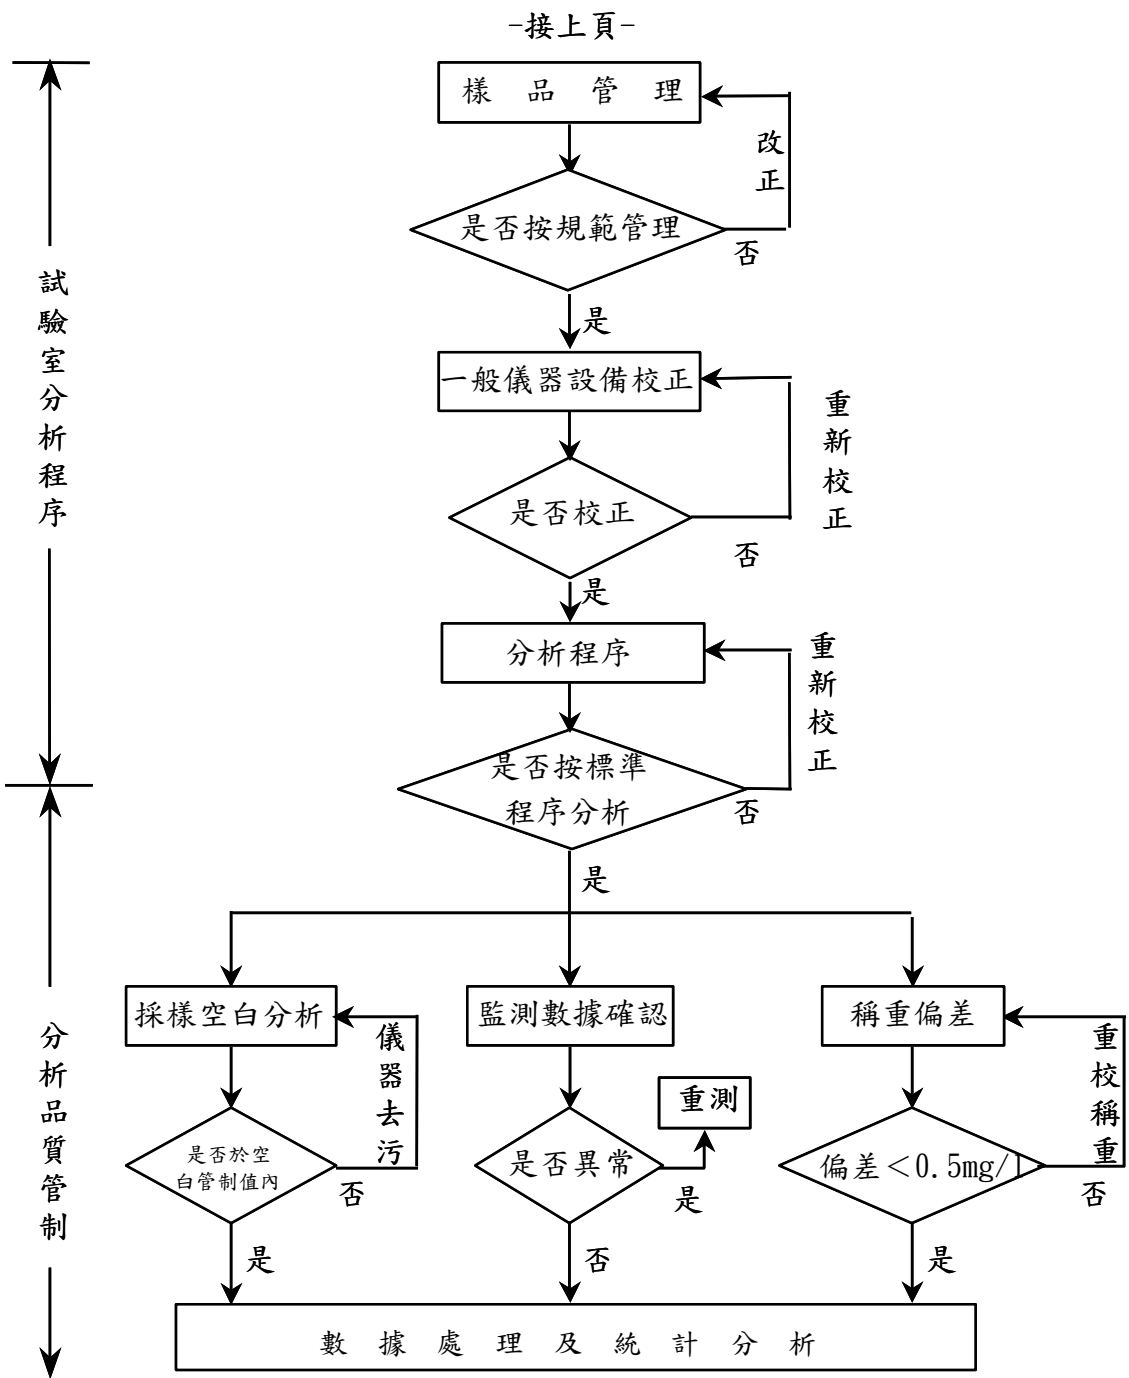 -接上頁-
樣品管理
改正
是否按規範管理
否
是
試驗室分析程序
一般儀器設備校正
重新校正
是否校正
否
是
分析程序
重新校正
是否按標準
程序分析
否
是
分析品質管制
採樣空白分析
儀器去污
是否於空
白管制值內
否
是
監測數據確認
重測
是否異常
是
否
稱重偏差
重校稱重
偏差<0.5mg/l
否
是
數據處理及統計分析